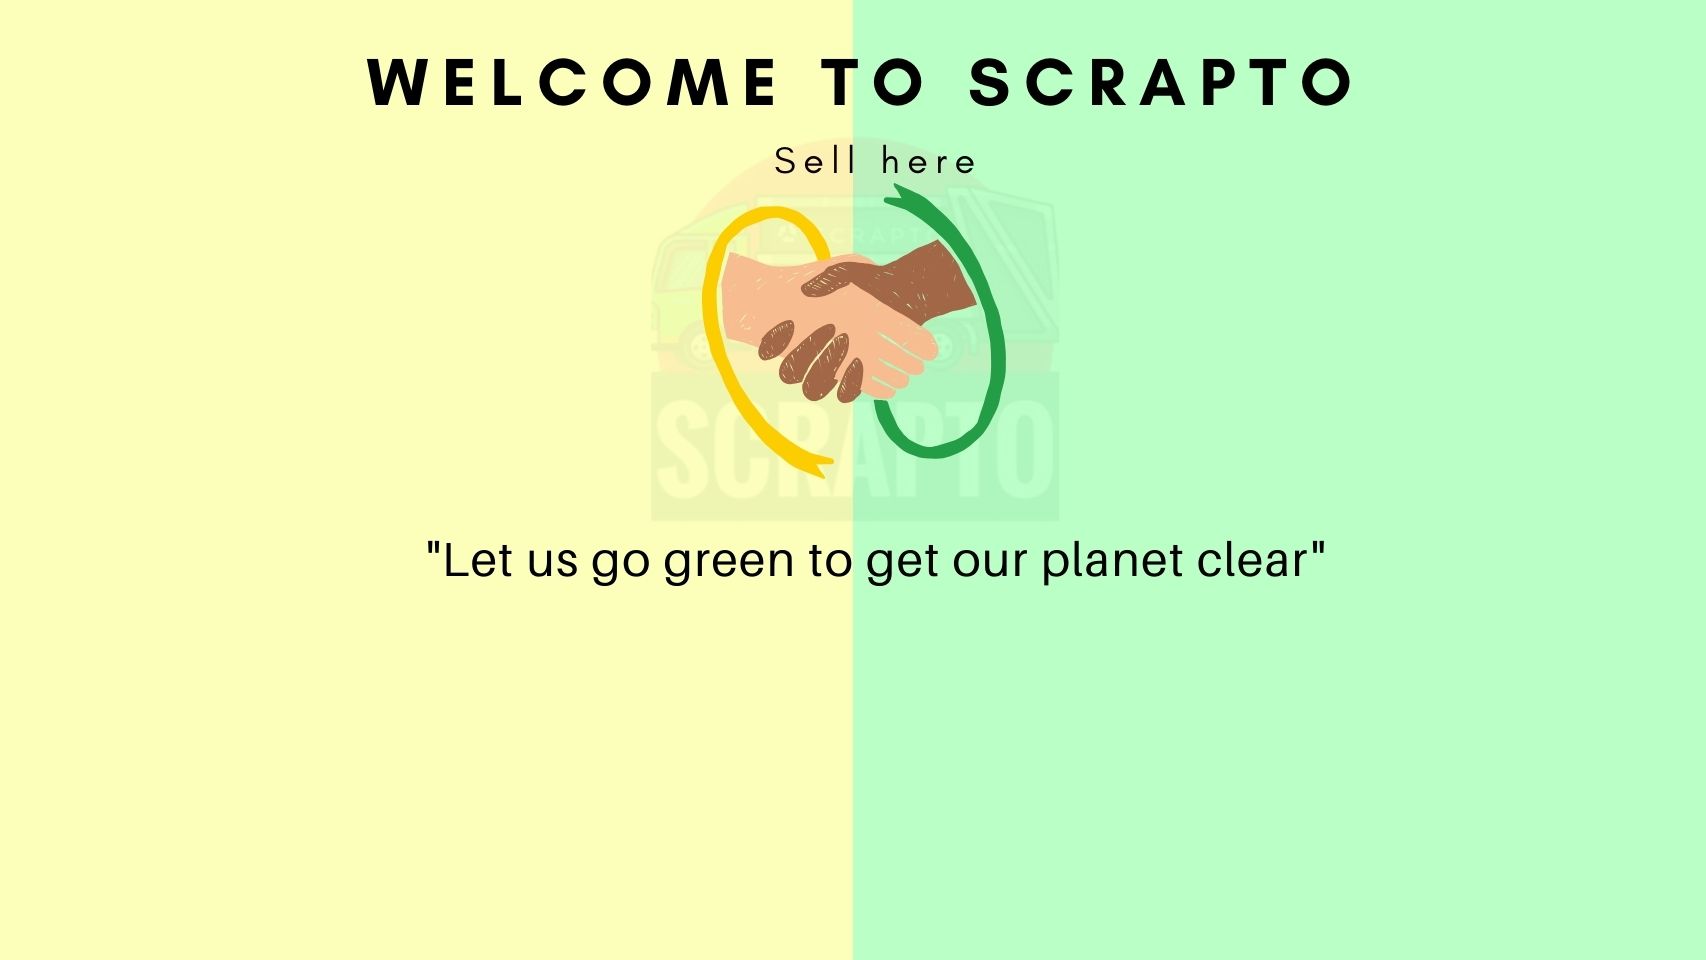 WELCOME TO SCRAPTO
Sell here
SCRAPTO
SCRAPTO
"Let us go green to get our planet clear"